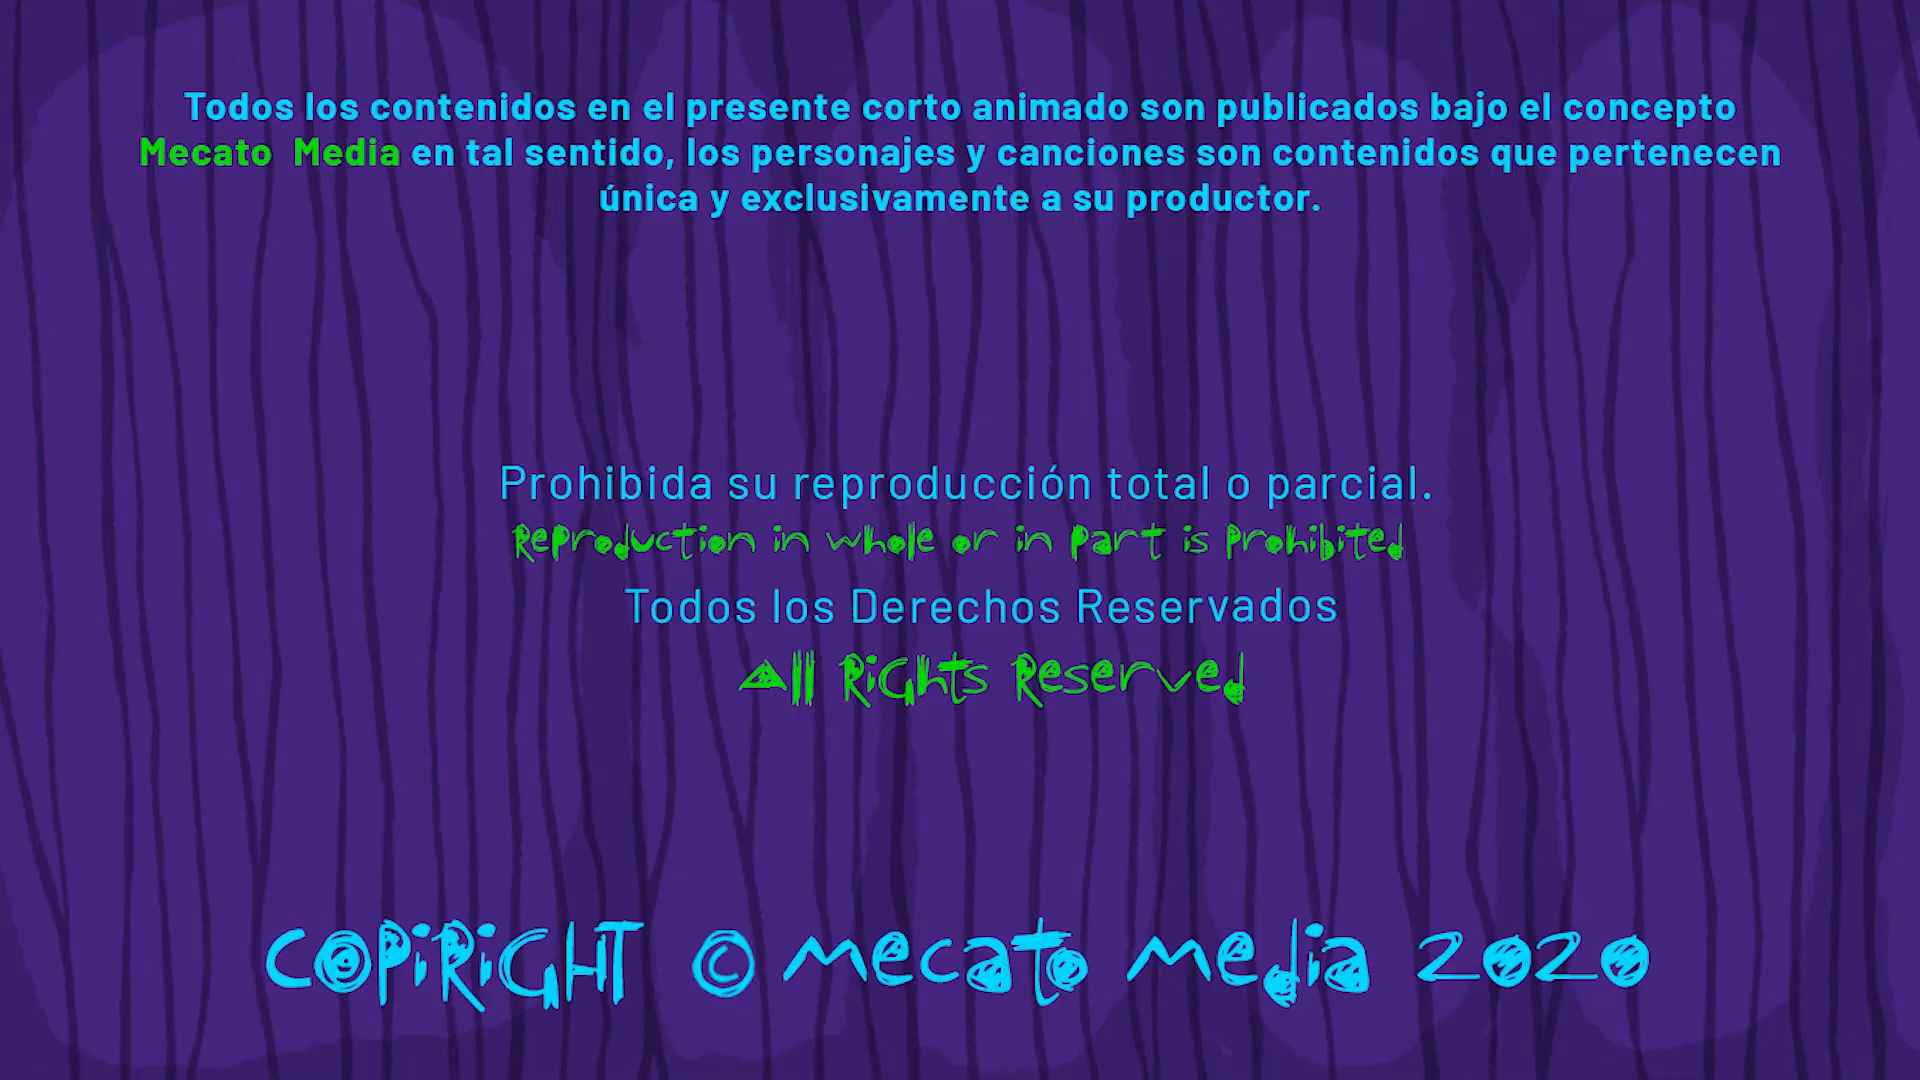 Todos los contenidos en el presente corto animado son publicados bajo el concepto
Mecato Media en tal sentido, los personajes y canciones son contenidos que pertenecen
única y exclusivamente a su productor.
Prohibida su reproducción total o parcial.
Reproduction in whole or in Part is Prohibited
Todos los Derechos Reservados
All Rights Reserved
COPiRiGHT © mecato media 2020